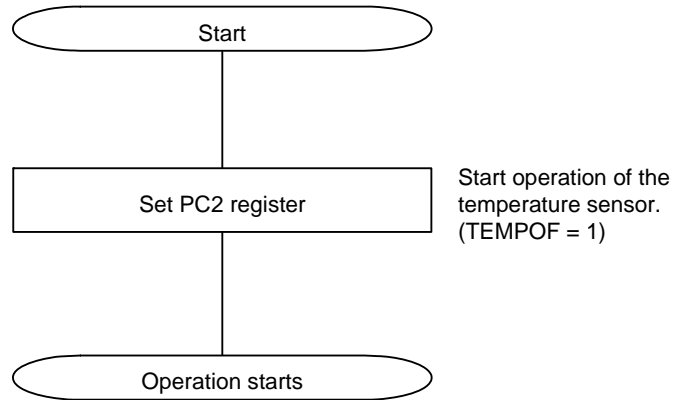 Start
Set PC2 register
Start operation of the
temperature sensor.
(TEMPOF = 1)
Operation starts